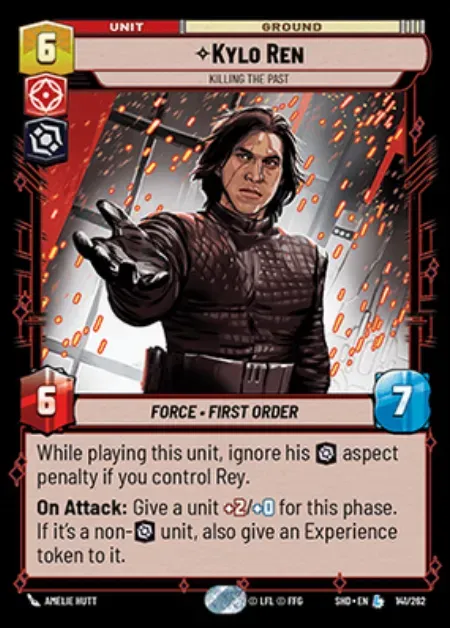 UNIT GROUND
6
Kylo Ren
KILLING THE PAST
6
FORCE • FIRST ORDER
7
While playing this unit, ignore his aspect
penalty if you control Rey.
On Attack: Give a unit +2/+0 for this phase.
If it's a non- unit, also give an Experience
token to it.
AMELIE HUTT
© LFL © FFG
SHD • EN
141/262